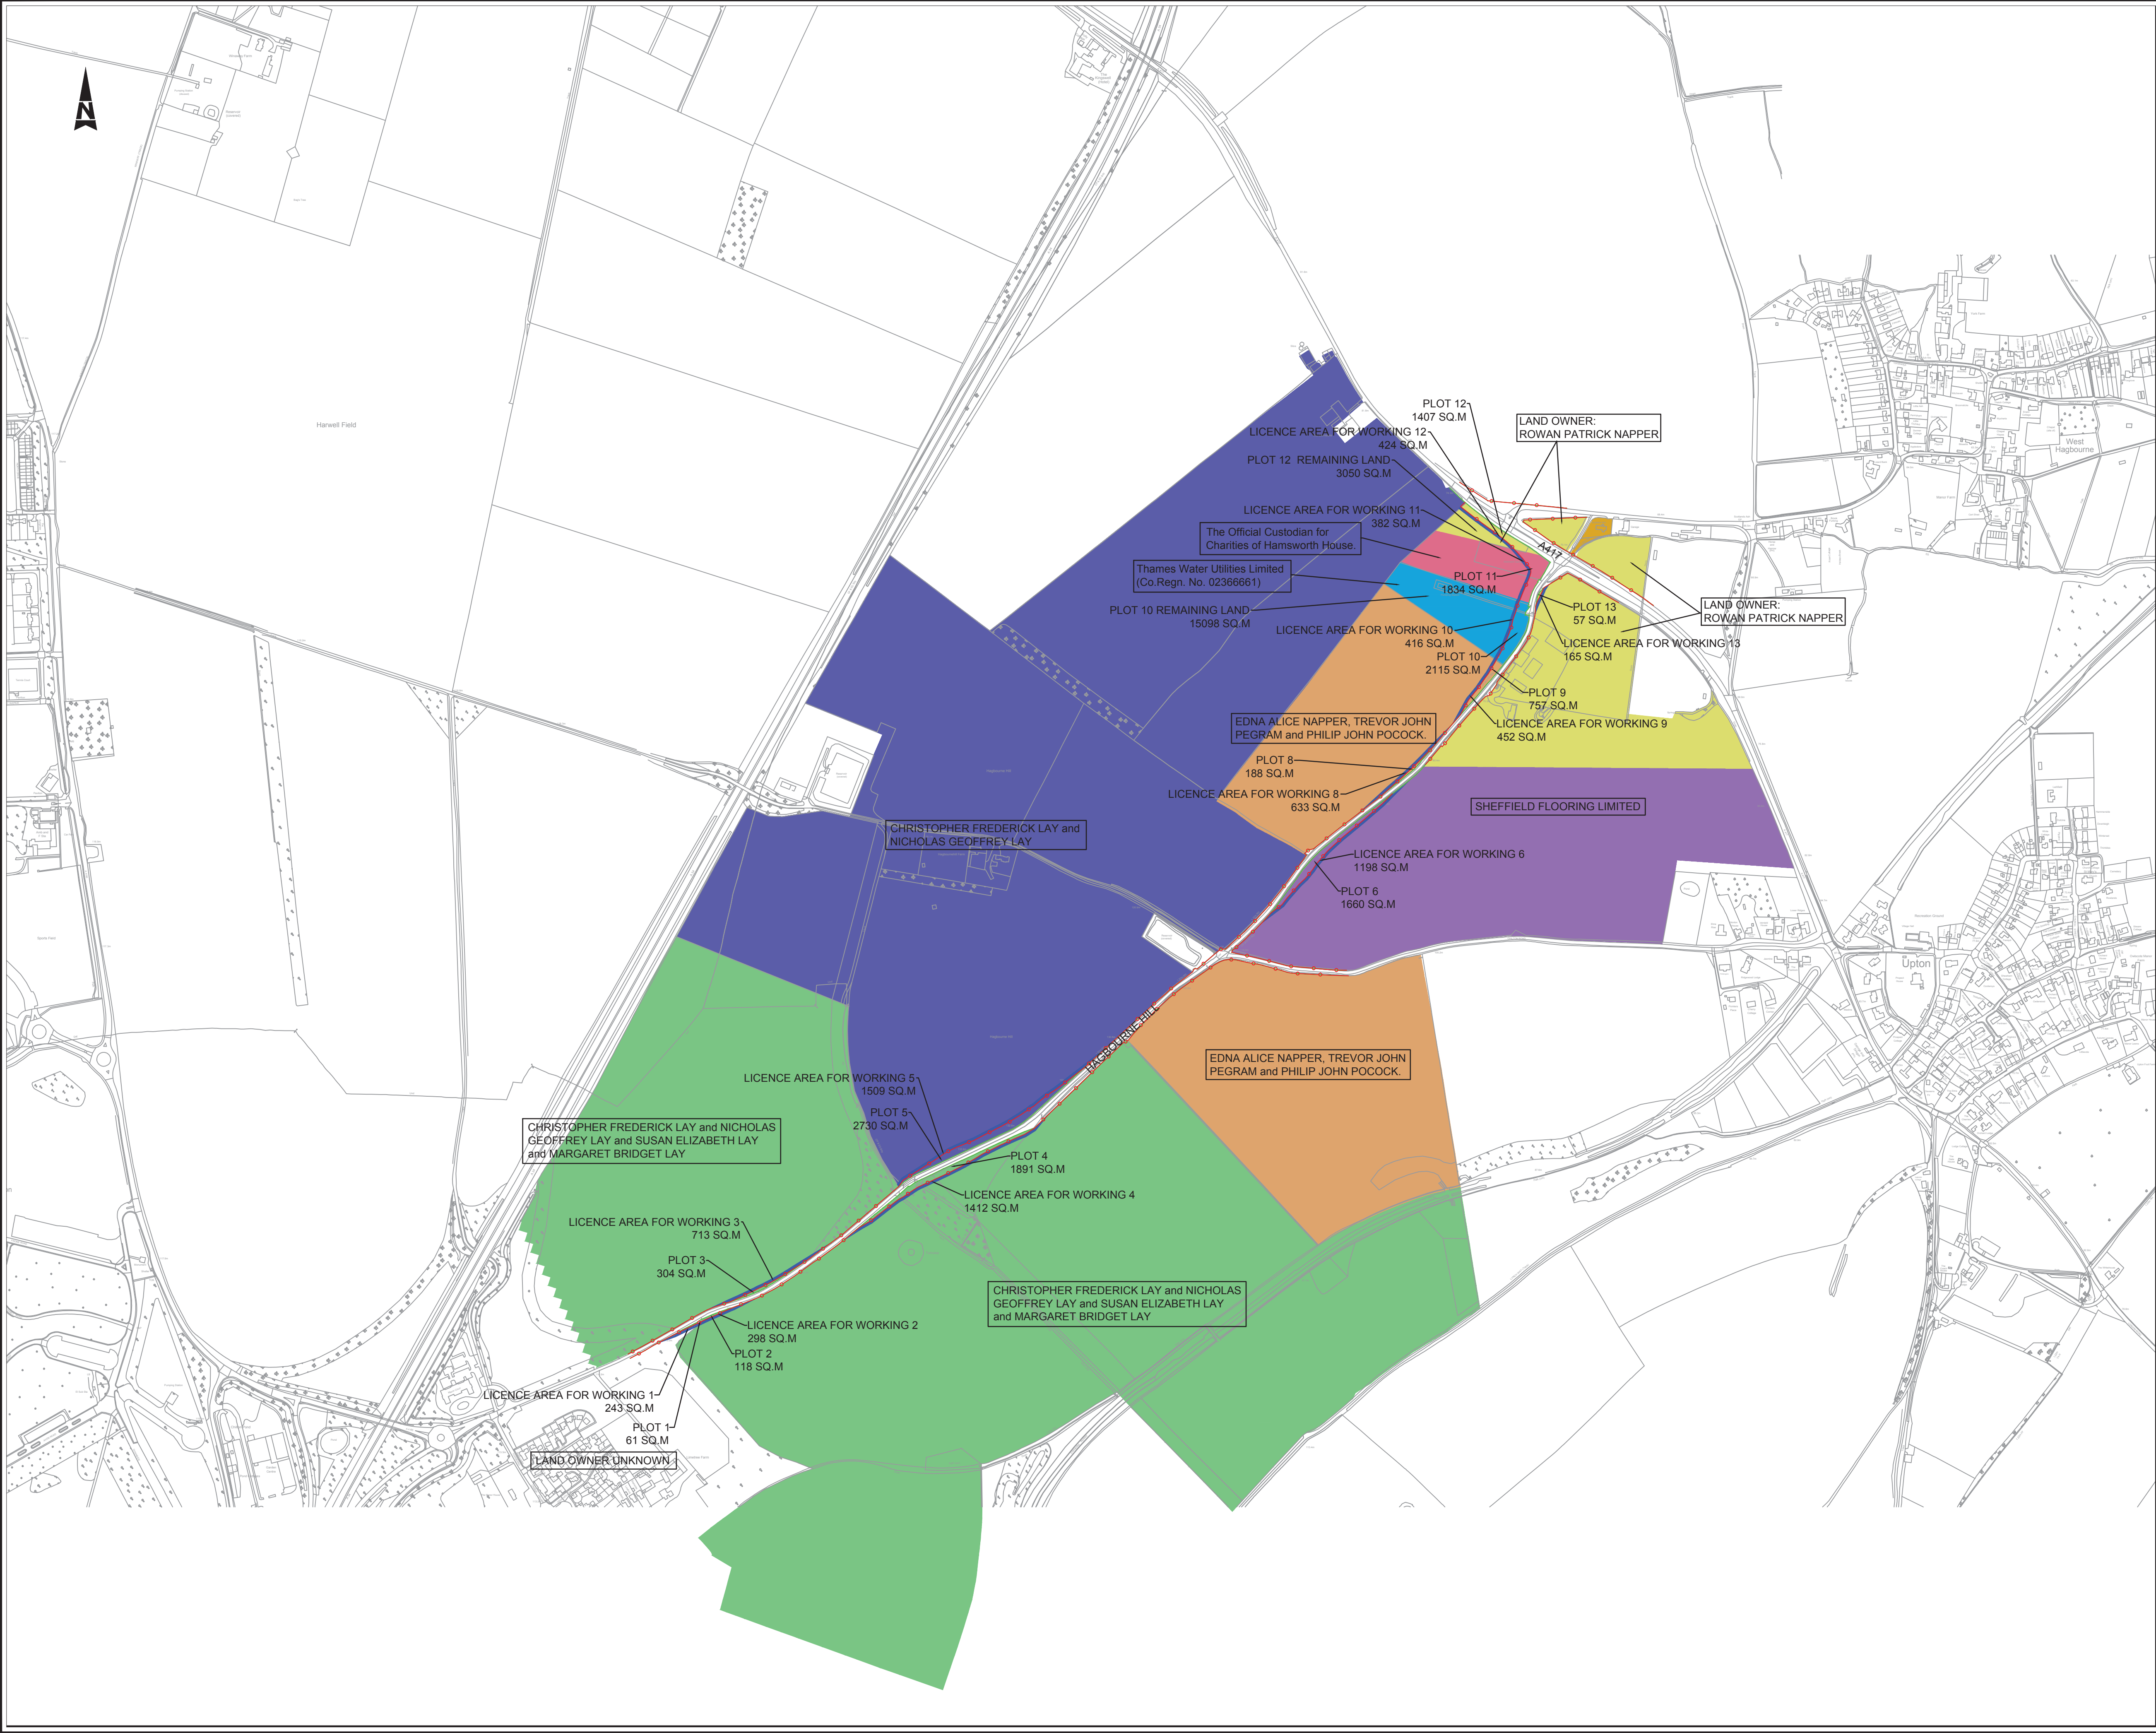 N
Harwell Field
PLOT 12
1407 SQ.M
LICENCE AREA FOR WORKING 12
424 SQ.M
PLOT 12 REMAINING LAND
3050 SQ.M
LAND OWNER:
ROWAN PATRICK NAPPER
West
Hagbourne
LICENCE AREA FOR WORKING 11
382 SQ.M
The Official Custodian for
Charities of Hamsworth House.
A417
Thames Water Utilities Limited
(Co.Regn. No. 02366661)
PLOT 11
1834 SQ.M
PLOT 10 REMAINING LAND
15098 SQ.M
PLOT 13
57 SQ.M
LAND OWNER:
ROWAN PATRICK NAPPER
LICENCE AREA FOR WORKING 10
416 SQ.M
LICENCE AREA FOR WORKING 13
165 SQ.M
PLOT 10
2115 SQ.M
PLOT 9
757 SQ.M
LICENCE AREA FOR WORKING 9
452 SQ.M
EDNA ALICE NAPPER, TREVOR JOHN
PEGRAM and PHILIP JOHN POCOCK.
PLOT 8
188 SQ.M
LICENCE AREA FOR WORKING 8
633 SQ.M
SHEFFIELD FLOORING LIMITED
CHRISTOPHER FREDERICK LAY and
NICHOLAS GEOFFREY LAY
LICENCE AREA FOR WORKING 6
1198 SQ.M
PLOT 6
1660 SQ.M
Upton
HAGBOURNE HILL
EDNA ALICE NAPPER, TREVOR JOHN
PEGRAM and PHILIP JOHN POCOCK.
LICENCE AREA FOR WORKING 5
1509 SQ.M
PLOT 5
2730 SQ.M
CHRISTOPHER FREDERICK LAY and NICHOLAS
GEOFFREY LAY and SUSAN ELIZABETH LAY
and MARGARET BRIDGET LAY
PLOT 4
1891 SQ.M
LICENCE AREA FOR WORKING 4
1412 SQ.M
LICENCE AREA FOR WORKING 3
713 SQ.M
PLOT 3
304 SQ.M
CHRISTOPHER FREDERICK LAY and NICHOLAS
GEOFFREY LAY and SUSAN ELIZABETH LAY
and MARGARET BRIDGET LAY
LICENCE AREA FOR WORKING 2
298 SQ.M
PLOT 2
118 SQ.M
LICENCE AREA FOR WORKING 1
243 SQ.M
PLOT 1
61 SQ.M
LAND OWNER UNKNOWN